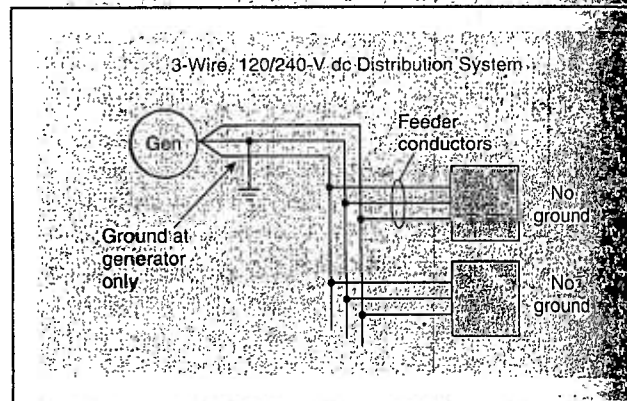 3-Wire, 120/240-V dc Distribution System
Gen
Feeder
conductors
No
ground
Ground at
generator
only
No
ground